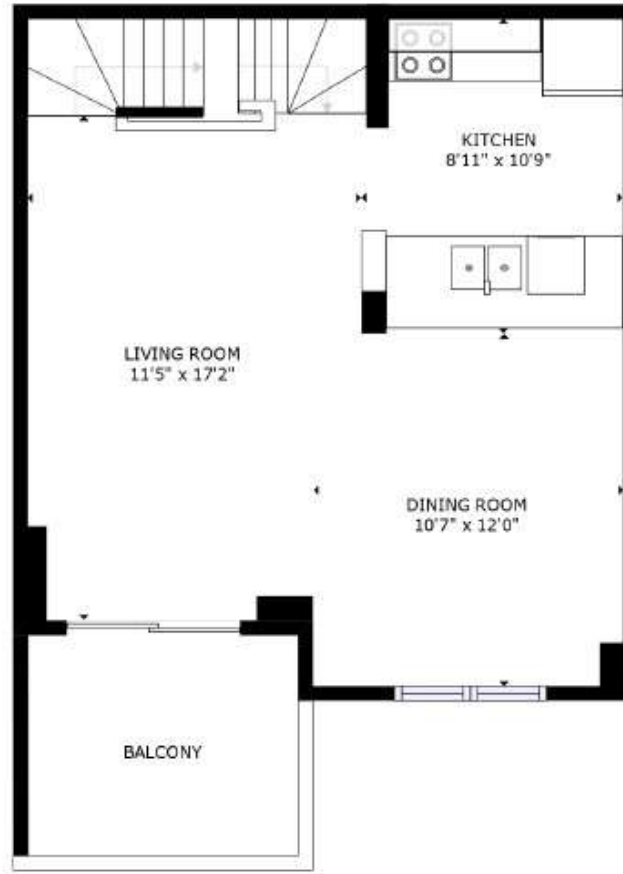 KITCHEN
8'11" x 10'9"
LIVING ROOM
11'5" x 17'2"
DINING ROOM
10'7" x 12'0"
BALCONY